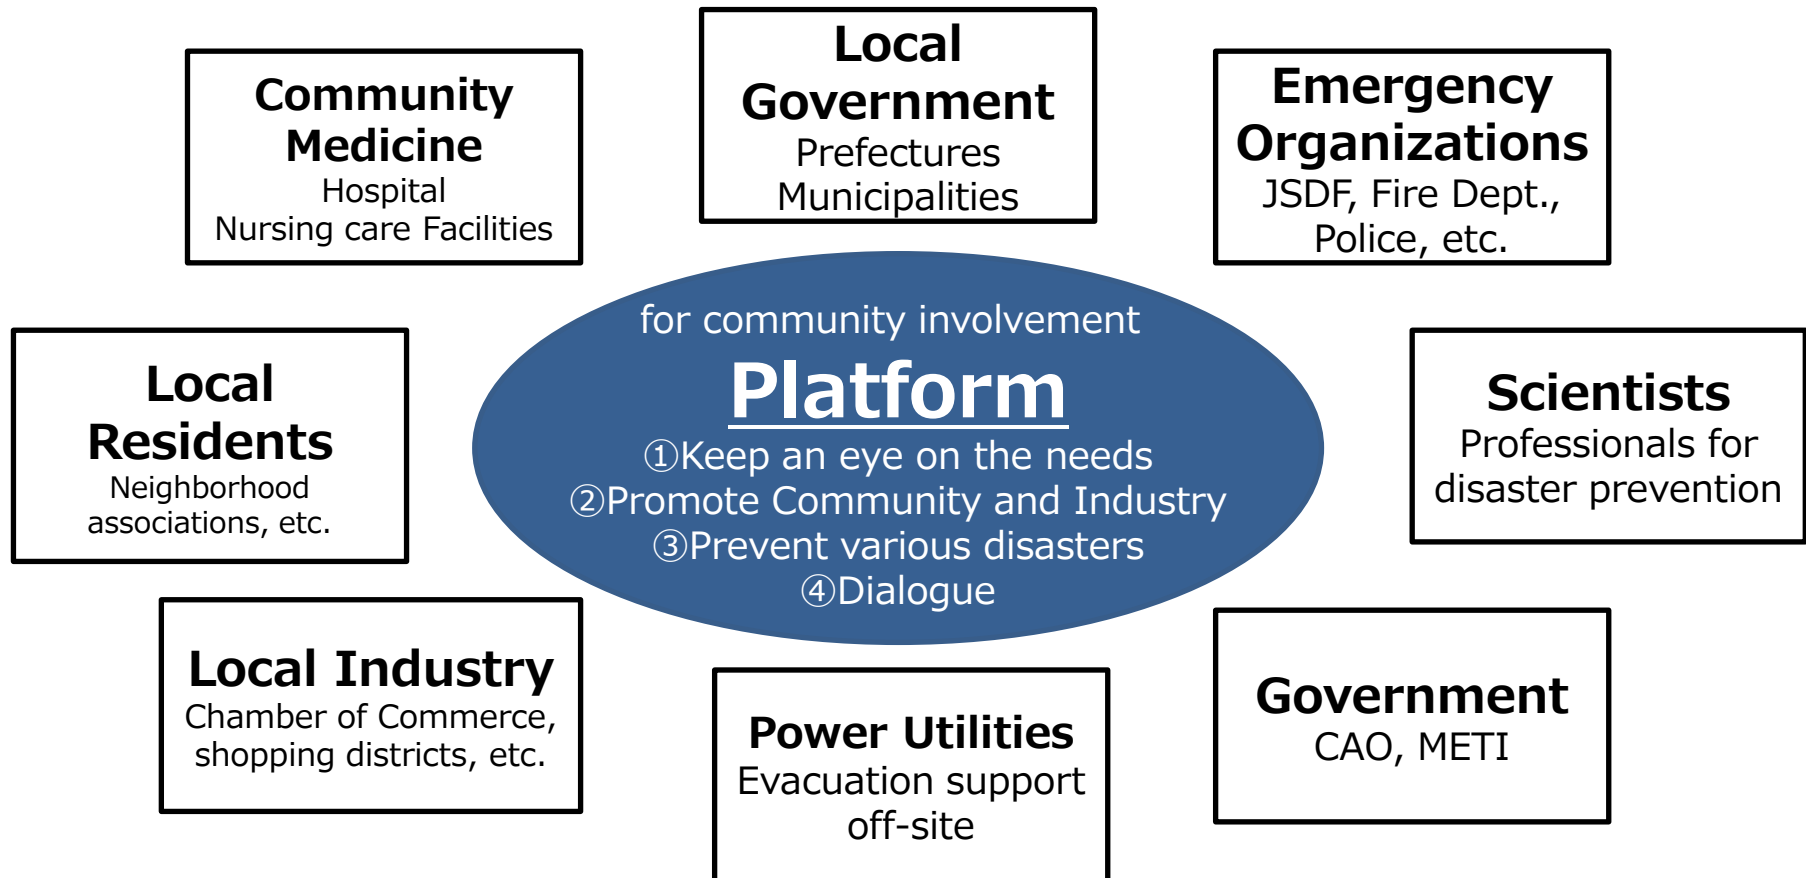 Local
Government
Prefectures
Municipalities
Community
Medicine
Hospital
Nursing care Facilities
Emergency
Organizations
JSDF, Fire Dept.,
Police, etc.
for community involvement
Platform
①Keep an eye on the needs
②Promote Community and Industry
③Prevent various disasters
④Dialogue
Local
Residents
Neighborhood
associations, etc.
Scientists
Professionals for
disaster prevention
Local Industry
Chamber of Commerce,
shopping districts, etc.
Power Utilities
Evacuation support
off-site
Government
CAO, METI